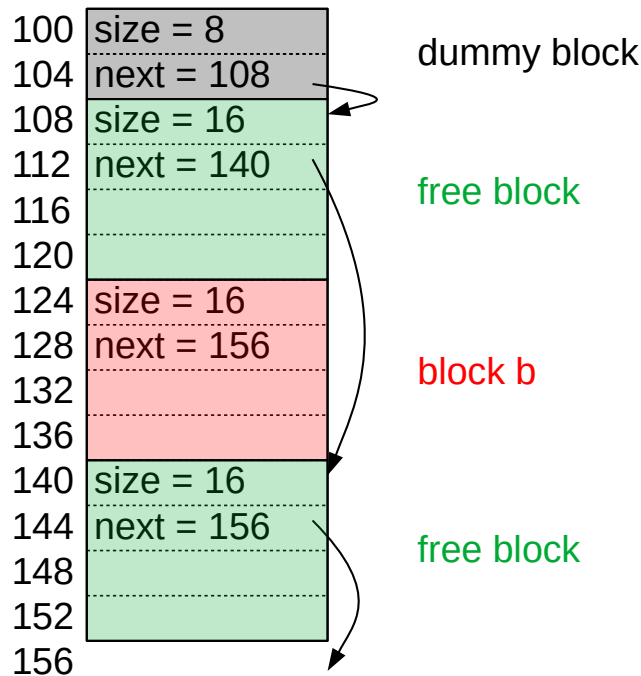 100 size = 8
dummy block
104 next = 108
108 size = 16
112 next = 140
free block
116
120
124 size = 16
128 next = 156
block b
132
136
140 size = 16
144 next = 156
free block
148
152
156